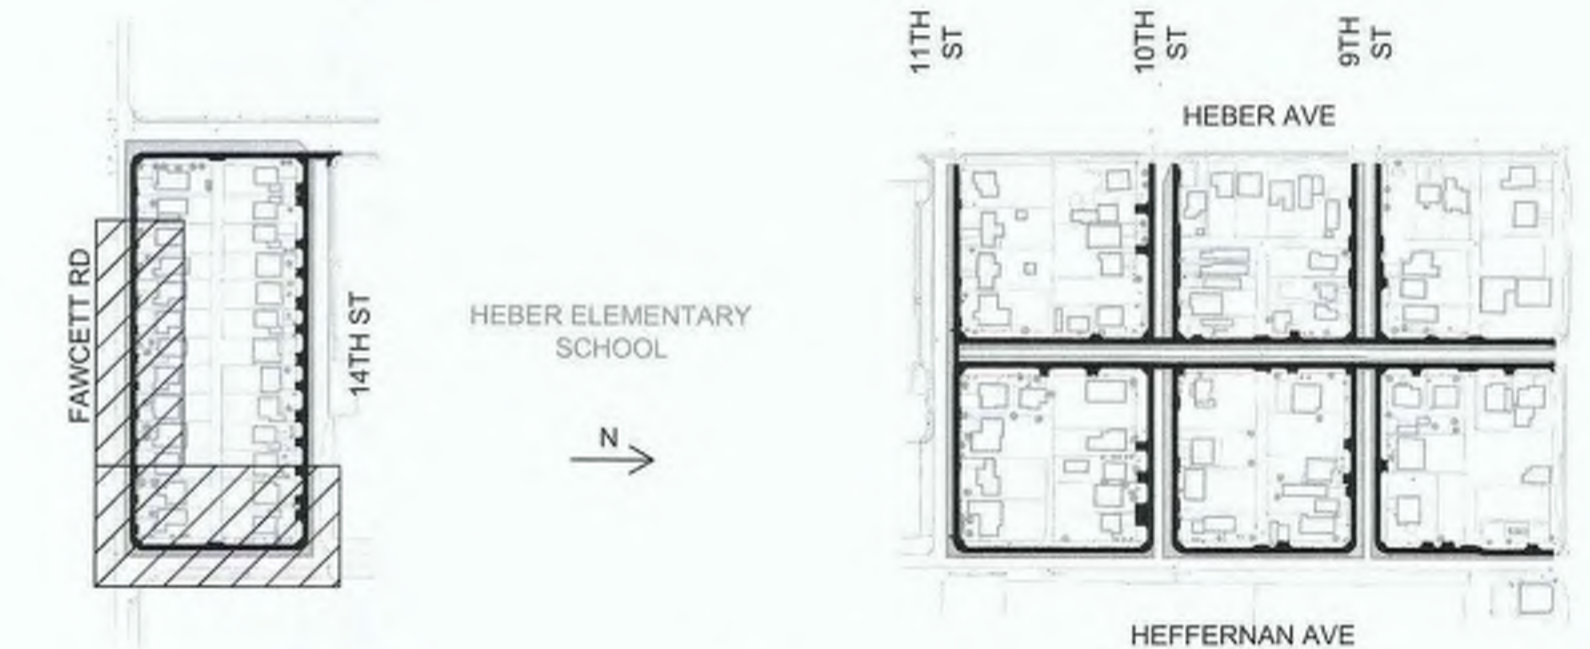 11TH
ST
10TH
ST
9TH
ST
HEBER AVE
FAWCETT RD
14TH ST
HEBER ELEMENTARY
SCHOOL
N
HEFFERNAN AVE